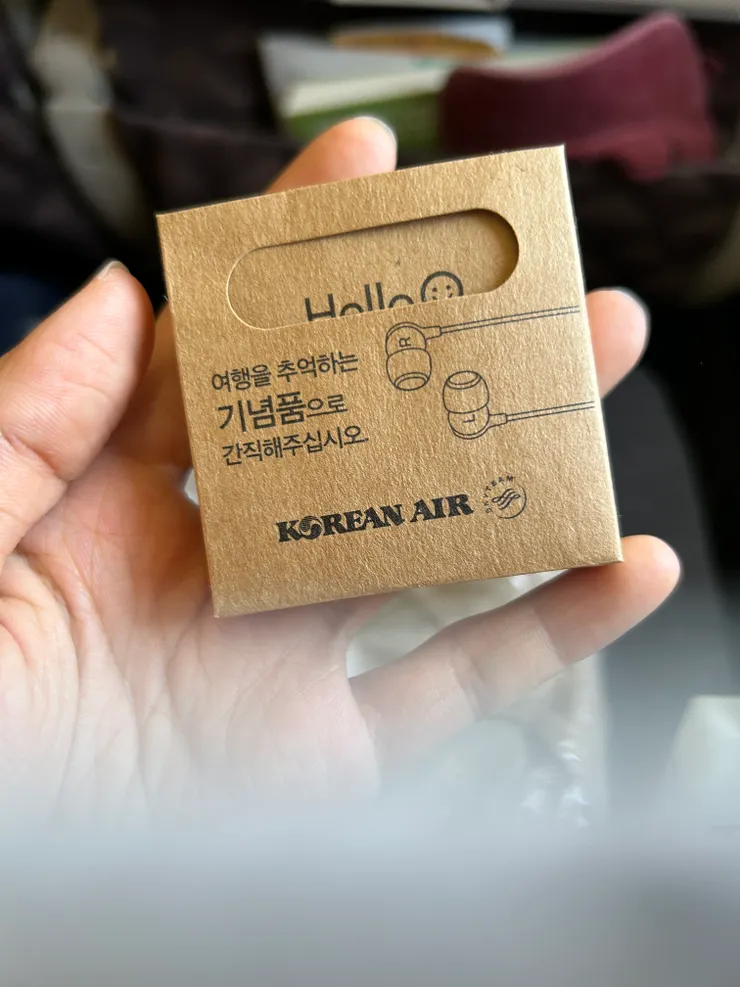 Hello
여행을 추억하는
기념품으로
간직해주십시오.
R
L
KOREAN AIR
SKYTEAM